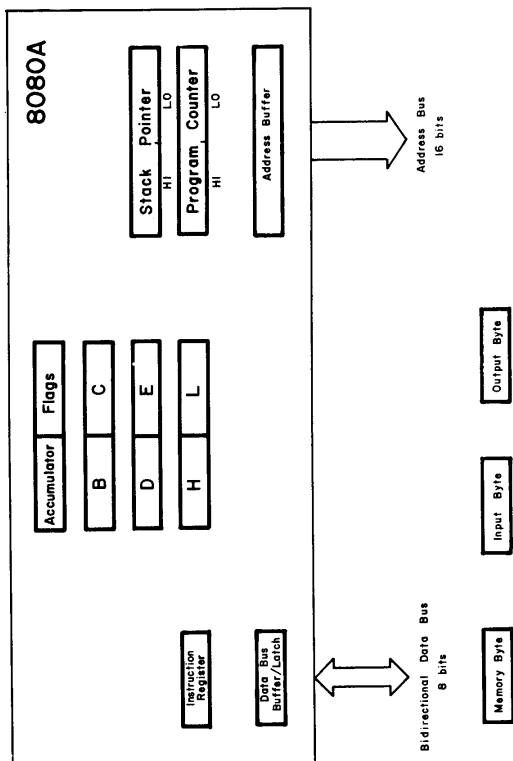 8080A
Accumulator Flags
B C
D E
H L
Stack Pointer
HI LO
Program Counter
HI LO
Instruction
Register
Data Bus
Buffer/Latch
Address Buffer
Bidirectional Data Bus
8 bits
Address Bus
16 bits
Memory Byte
Input Byte
Output Byte